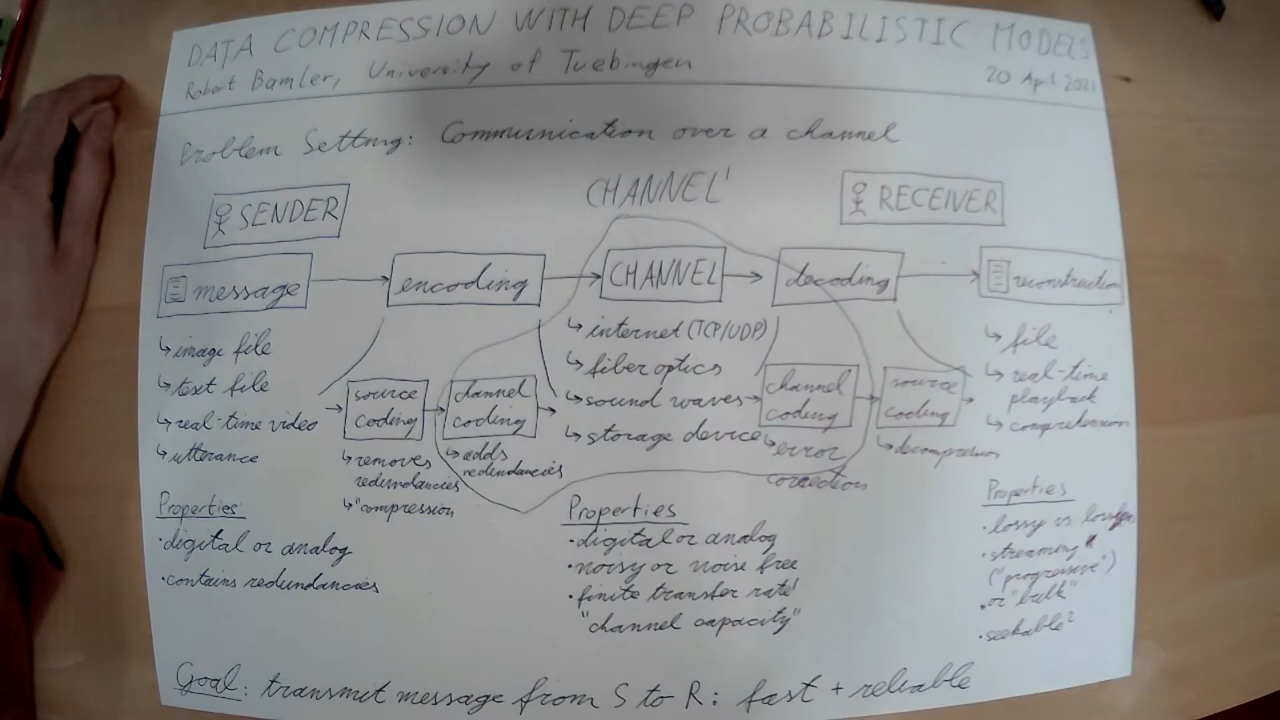 DATA COMPRESSION WITH DEEP PROBABILISTIC MODELS
Robert Bamler, University of Tuebingen
20 April 2021
Problem Setting: Communication over a channel
SENDER
CHANNEL'
RECEIVER
message
encoding
CHANNEL
decoding
reconstruction
↳ image file
↳ text file
↳ real-time video
↳ utterance
source
coding
↳ removes
redundancies
↳ "compression
channel
coding
↳ adds
redundancies
↳ internet (TCP/UDP)
↳ fiber optics
↳ sound waves
↳ storage device
channel
coding
↳ error
correction
source
coding
↳ decompression
↳ file
↳ real-time
playback
↳ comprehension
Properties
· digital or analog
· contains redundancies
Properties
· digital or analog
· noisy or noise free
· finite transfer rate
"channel capacity"
Properties
· lossy vs lossless
· streaming
("progressive")
or "bulk"
· seekable?
Goal: transmit message from S to R: fast + reliable